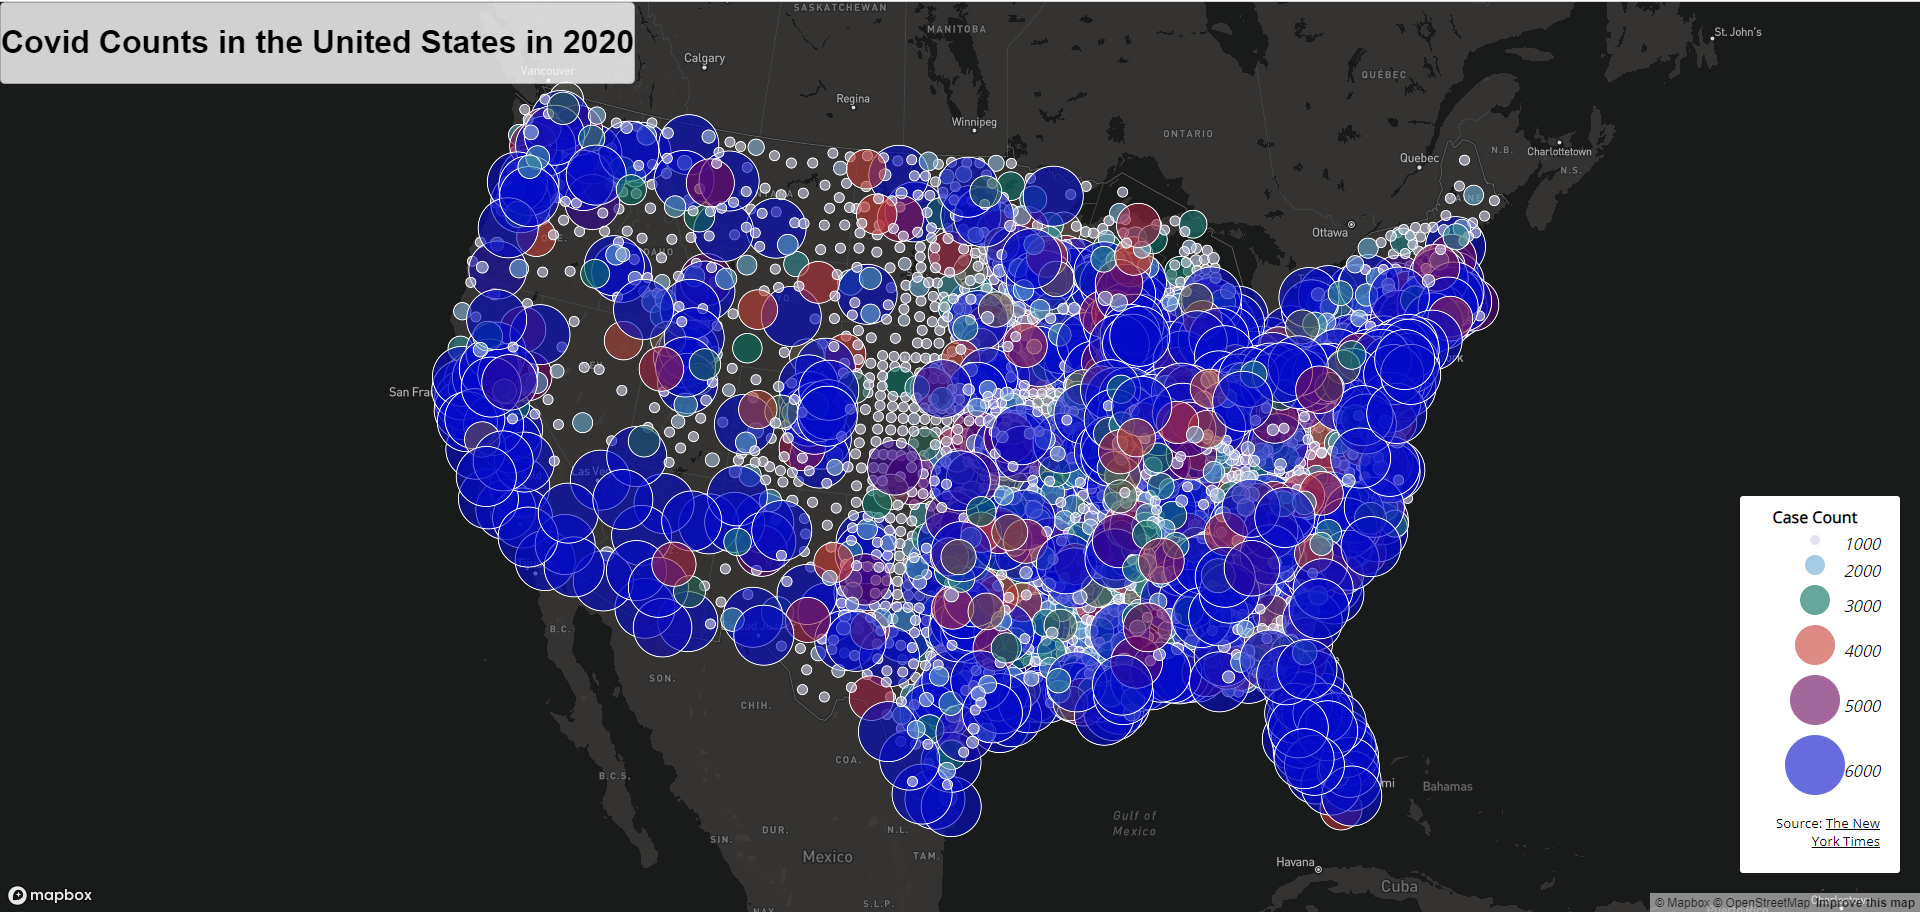 SASKATCHEWAN
MANITOBA
St. John's
Covid Counts in the United States in 2020
Vancouver
Calgary
QUÉBEC
Regina
Winnipeg
ONTARIO
Quebec
N.B.
Charlottetown
N.S.
Ottawa
San Fra
Las Ve
B.C.
SON.
CHIH.
COA.
B.C.S.
mi
Bahamas
Gulf of
Mexico
DUR.
N.L.
SIN.
Mexico
TAM.
Havana
Cuba
S.L.P.
NAY.
Case Count
1000
2000
3000
4000
5000
6000
Source: The New
York Times
mapbox
© Mapbox © OpenStreetMap Improve this map